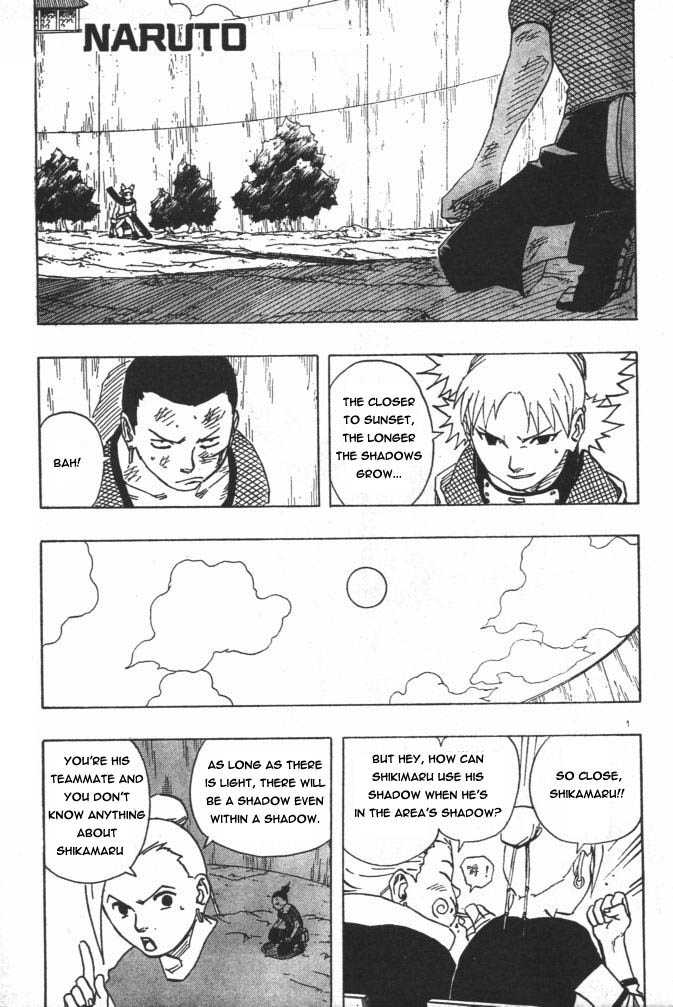 NARUTO
THE CLOSER
TO SUNSET,
THE LONGER
THE SHADOWS
GROW...
BAH!
1
SO CLOSE,
SHIKAMARU!!
BUT HEY, HOW CAN
SHIKIMARU USE HIS
SHADOW WHEN HE'S
IN THE AREA'S SHADOW?
AS LONG AS THERE
IS LIGHT, THERE WILL
BE A SHADOW EVEN
WITHIN A SHADOW.
YOU'RE HIS
TEAMMATE AND
YOU DON'T
KNOW ANYTHING
ABOUT
SHIKAMARU